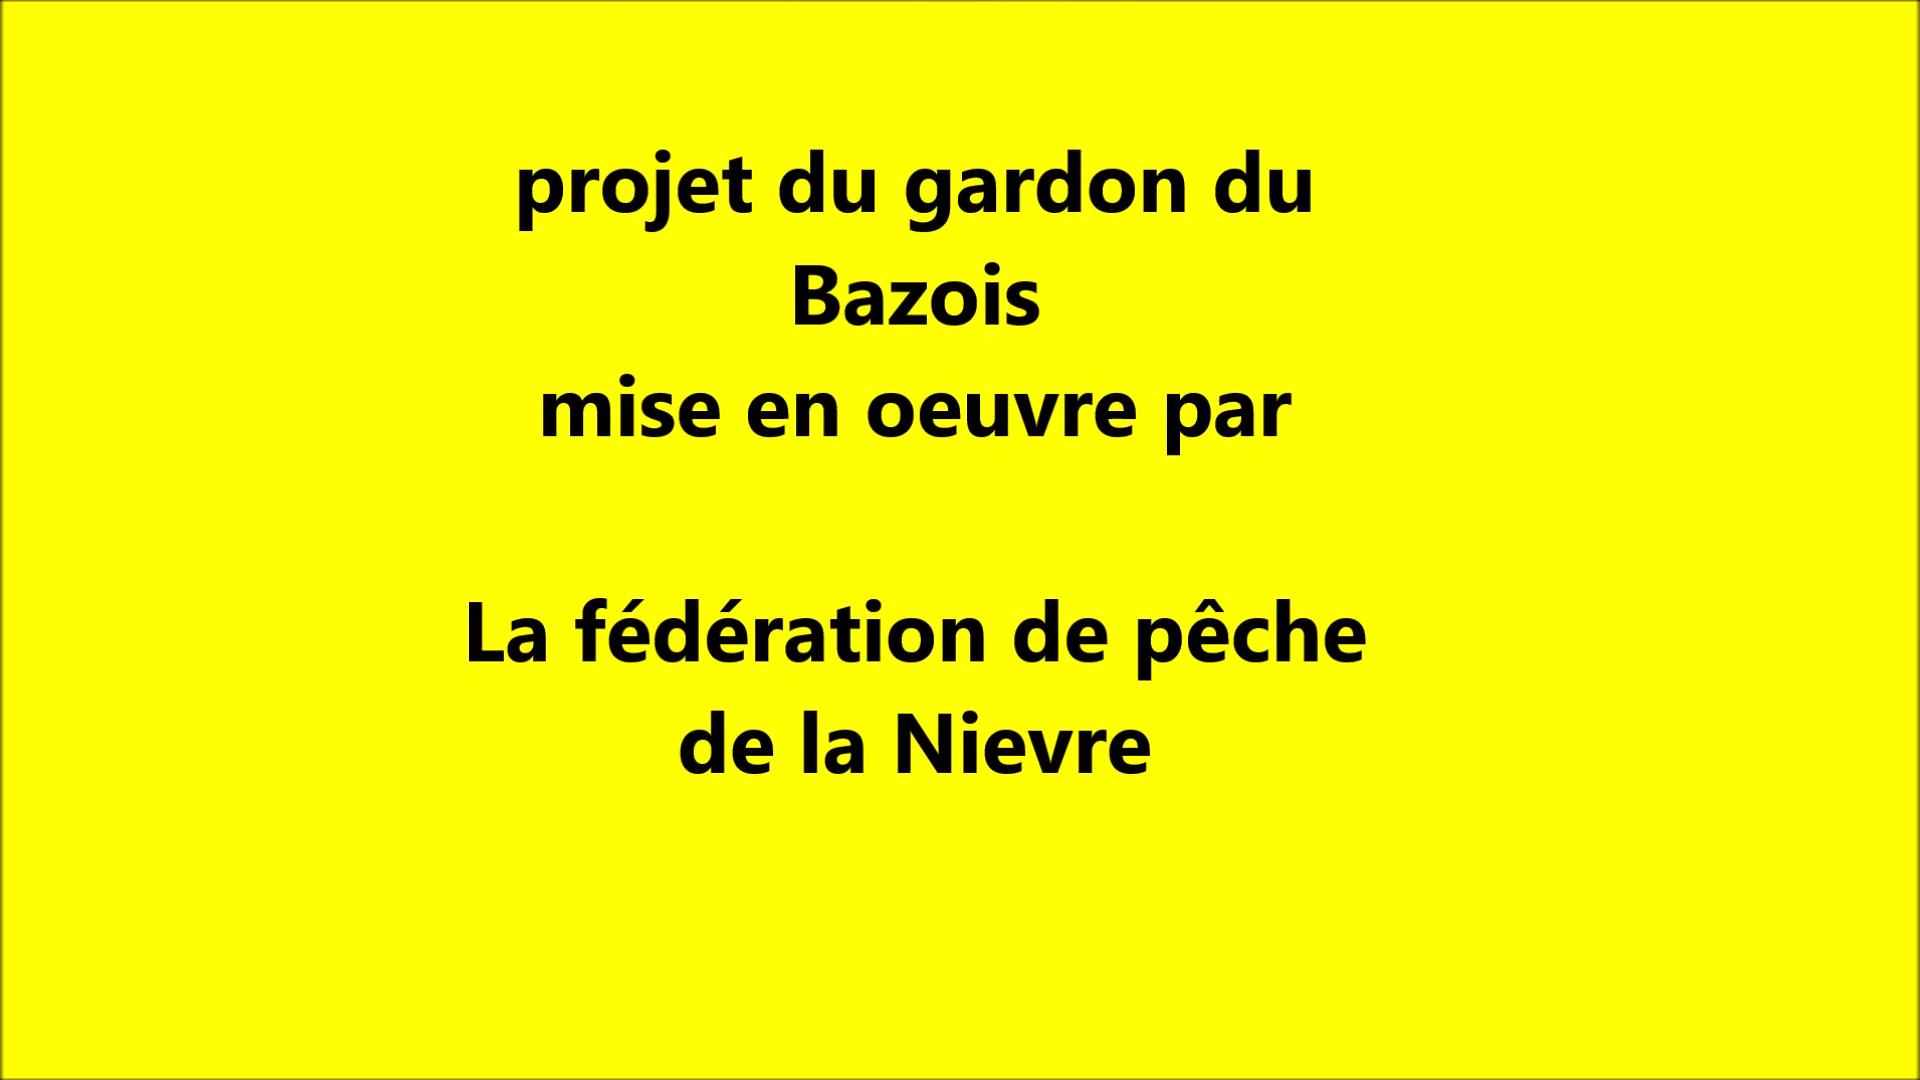 projet du gardon du
Bazois
mise en oeuvre par
La fédération de pêche
de la Nievre